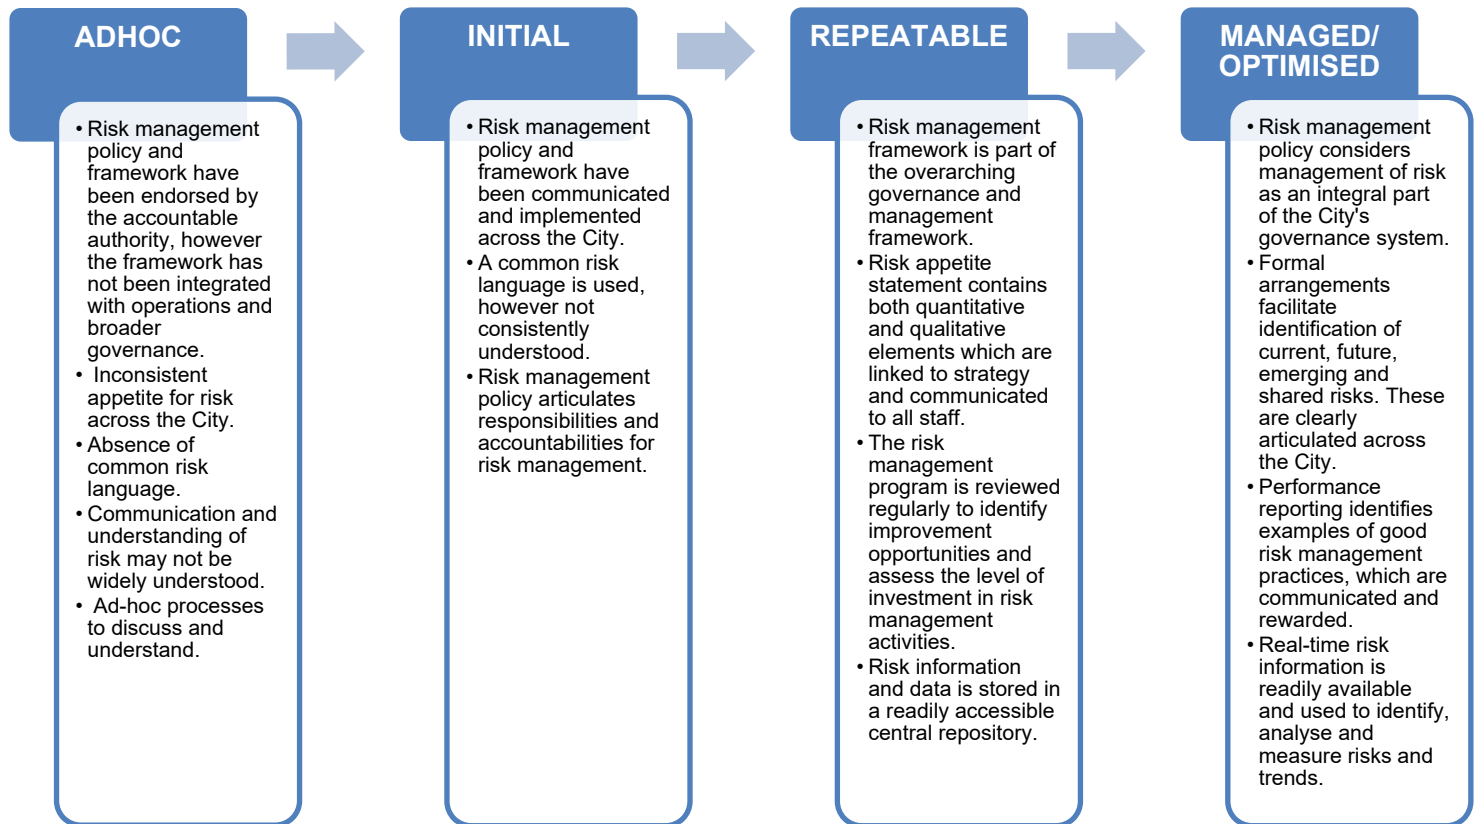 ADHOC
• Risk management
policy and
framework have
been endorsed by
the accountable
authority, however
the framework has
not been integrated
with operations and
broader
governance.
• Inconsistent
appetite for risk
across the City.
• Absence of
common risk
language.
• Communication and
understanding of
risk may not be
widely understood.
• Ad-hoc processes
to discuss and
understand.
INITIAL
• Risk management
policy and
framework have
been communicated
and implemented
across the City.
• A common risk
language is used,
however not
consistently
understood.
• Risk management
policy articulates
responsibilities and
accountabilities for
risk management.
REPEATABLE
• Risk management
framework is part of
the overarching
governance and
management
framework.
• Risk appetite
statement contains
both quantitative
and qualitative
elements which are
linked to strategy
and communicated
to all staff.
• The risk
management
program is reviewed
regularly to identify
improvement
opportunities and
assess the level of
investment in risk
management
activities.
• Risk information
and data is stored in
a readily accessible
central repository.
MANAGED/
OPTIMISED
• Risk management
policy considers
management of risk
as an integral part
of the City's
governance system.
• Formal
arrangements
facilitate
identification of
current, future,
emerging and
shared risks. These
are clearly
articulated across
the City.
• Performance
reporting identifies
examples of good
risk management
practices, which are
communicated and
rewarded.
• Real-time risk
information is
readily available
and used to identify,
analyse and
measure risks and
trends.